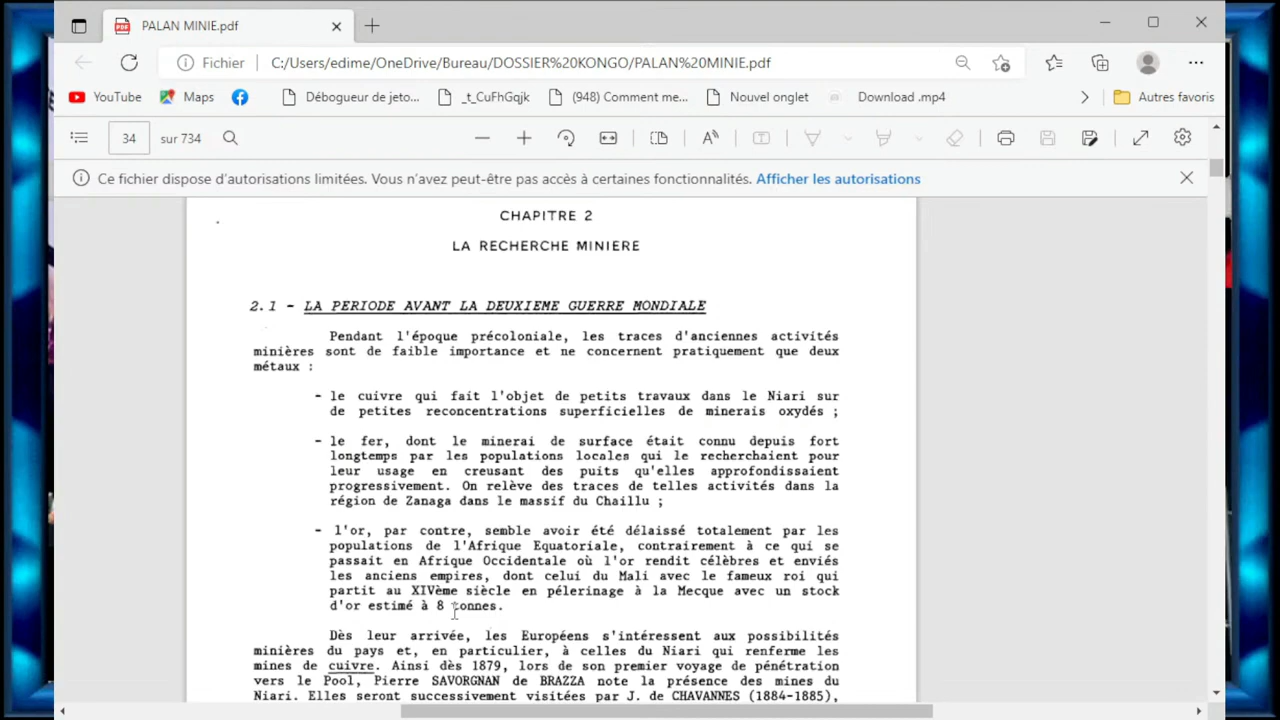 PALAN MINIE.pdf
Fichier C:/Users/edime/OneDrive/Bureau/DOSSIER%20KONGO/PALAN%20MINIE.pdf
YouTube Maps Débogueur de jeto... _t_CuFhGqjk (948) Comment me... Nouvel onglet Download .mp4 Autres favoris
34 sur 734
Ce fichier dispose d'autorisations limitées. Vous n'avez peut-être pas accès à certaines fonctionnalités. Afficher les autorisations
CHAPITRE 2
LA RECHERCHE MINIERE
2.1 - LA PERIODE AVANT LA DEUXIEME GUERRE MONDIALE
Pendant l'époque précoloniale, les traces d'anciennes activités
minières sont de faible importance et ne concernent pratiquement que deux
métaux :
- le cuivre qui fait l'objet de petits travaux dans le Niari sur
de petites reconcentrations superficielles de minerais oxydés ;
- le fer, dont le minerai de surface était connu depuis fort
longtemps par les populations locales qui le recherchaient pour
leur usage en creusant des puits qu'elles approfondissaient
progressivement. On relève des traces de telles activités dans la
région de Zanaga dans le massif du Chaillu ;
- l'or, par contre, semble avoir été délaissé totalement par les
populations de l'Afrique Equatoriale, contrairement à ce qui se
passait en Afrique Occidentale où l'or rendit célèbres et enviés
les anciens empires, dont celui du Mali avec le fameux roi qui
partit au XIVème siècle en pélerinage à la Mecque avec un stock
d'or estimé à 8 tonnes.
Dès leur arrivée, les Européens s'intéressent aux possibilités
minières du pays et, en particulier, à celles du Niari qui renferme les
mines de cuivre. Ainsi dès 1879, lors de son premier voyage de pénétration
vers le Pool, Pierre SAVORGNAN de BRAZZA note la présence des mines du
Niari. Elles seront successivement visitées par J. de CHAVANNES (1884-1885),